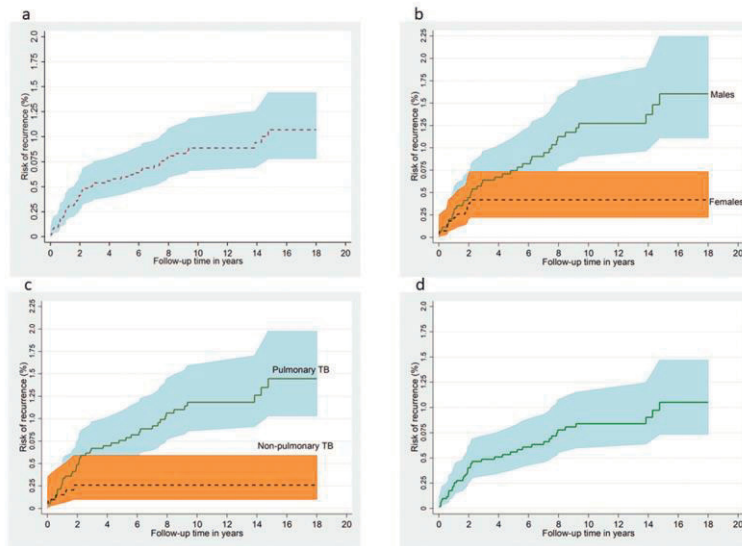 a
Risk of recurrence (%)
0 0.25 0.5 0.075 1.0 1.25 1.5 1.75 2.0
0 2 4 6 8 10 12 14 16 18 20
Follow-up time in years
b
Risk of recurrence (%)
0 0.25 0.5 0.075 1.0 1.25 1.5 1.75 2.0 2.25
Males
Females
0 2 4 6 8 10 12 14 16 18 20
Follow-up time in years
c
Risk of recurrence (%)
0 0.25 0.5 0.075 1.0 1.25 1.5 1.75 2.0 2.25
Pulmonary TB
Non-pulmonary TB
0 2 4 6 8 10 12 14 16 18 20
Follow-up time in years
d
Risk of recurrence (%)
0 0.25 0.5 0.075 1.0 1.25 1.5 1.75 2.0 2.25
0 2 4 6 8 10 12 14 16 18 20
Follow-up time in years